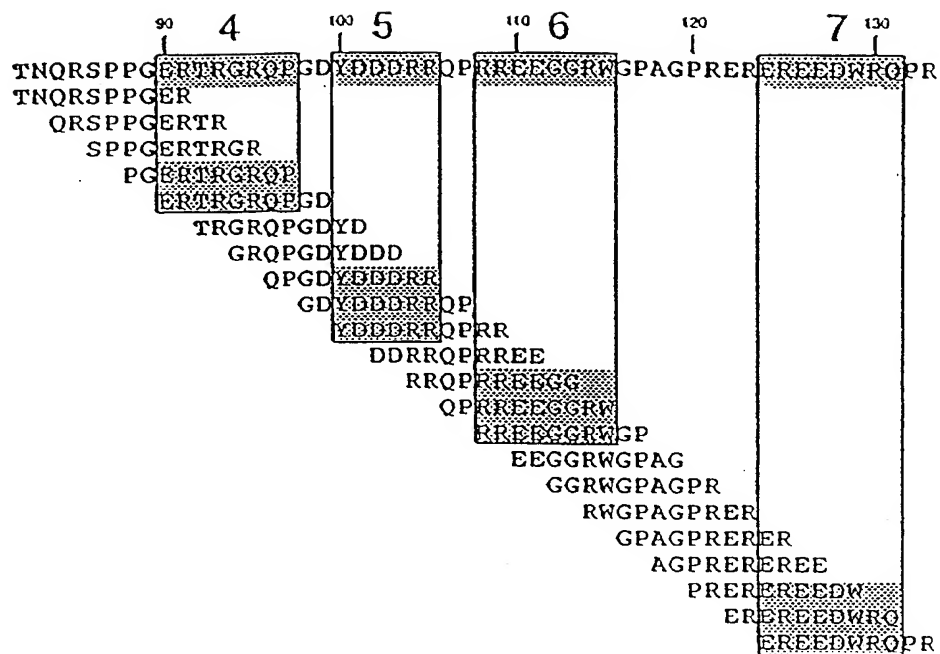 90 4 100 5 110 6 120 7 130
TNQRSPPGERTRGRQPGDYDDDRRQPRREEGGRWGPAGPREREREEDWRQPR
TNQRSPPGER
QRSPPGERTR
SPPGERTRGR
PGERTRGRQP
ERTRGRQPGD
TRGRQPGDYD
GRQPGDYDDD
QPGDYDDDRR
GDYDDDRRQP
YDDDRRQPRR
DDRRQPRREE
RRQPRREEGG
QPRREEGGRW
RREEGGRWGP
EEGGRWGPAG
GGRWGPAGPR
RWGPAGPRER
GPAGPRERER
AGPREREREE
PREREREEDW
EREREEDWRQ
EREEDWRQPR